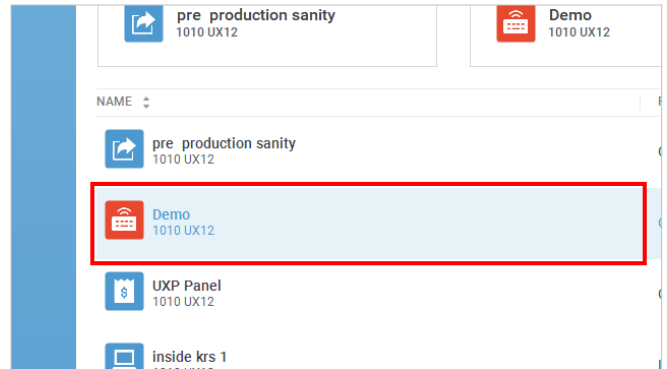 pre production sanity
1010 UX12
Demo
1010 UX12
NAME
pre production sanity
1010 UX12
Demo
1010 UX12
UXP Panel
1010 UX12
inside krs 1